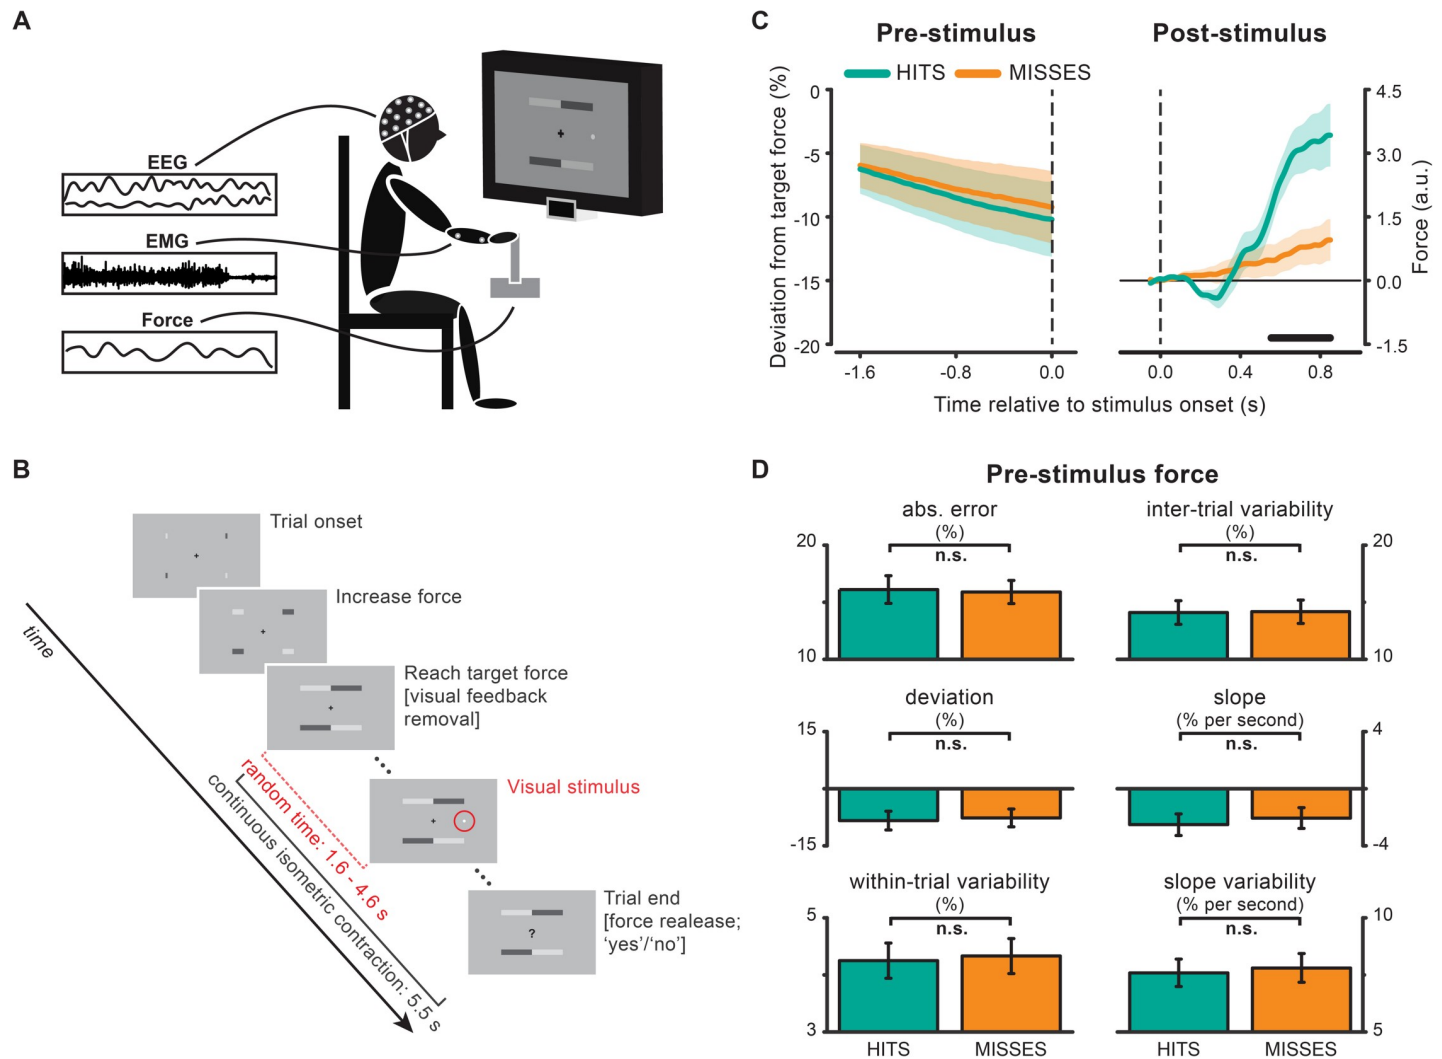 A
EEG
EMG
Force
B
Trial onset
Increase force
Reach target force
[visual feedback
removal]
Visual stimulus
Trial end
[force realease;
‘yes’/‘no’]
?
time
random time: 1.6 - 4.6 s
continuous isometric contraction: 5.5 s
C
Pre-stimulus
Post-stimulus
HITS
MISSES
Deviation from target force (%)
0
-5
-10
-15
-20
-1.6
-0.8
0.0
0.0
0.4
0.8
4.5
3.0
1.5
0.0
-1.5
Force (a.u.)
Time relative to stimulus onset (s)
D
Pre-stimulus force
abs. error
(%)
n.s.
20
10
inter-trial variability
(%)
n.s.
20
10
deviation
(%)
n.s.
15
-15
slope
(% per second)
n.s.
4
-4
within-trial variability
(%)
n.s.
5
3
HITS
MISSES
slope variability
(% per second)
n.s.
10
5
HITS
MISSES